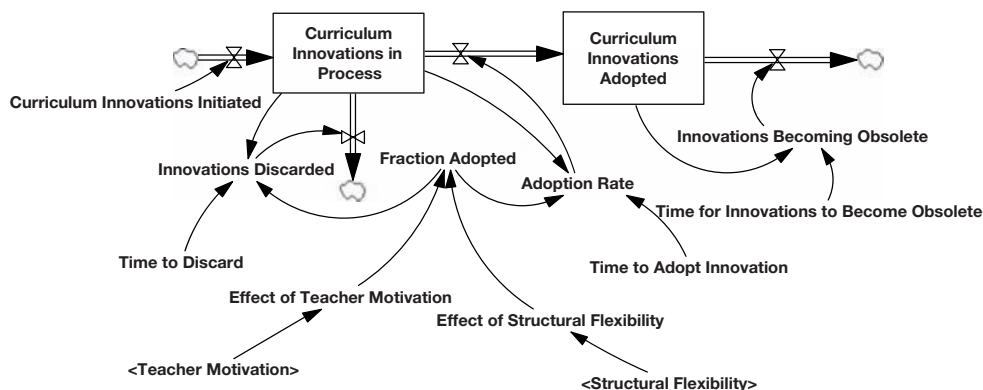 Curriculum
Innovations in
Process
Curriculum
Innovations
Adopted
Curriculum Innovations Initiated
Innovations Becoming Obsolete
Fraction Adopted
Innovations Discarded
Adoption Rate
Time for Innovations to Become Obsolete
Time to Discard
Time to Adopt Innovation
Effect of Teacher Motivation
Effect of Structural Flexibility
<Teacher Motivation>
<Structural Flexibility>